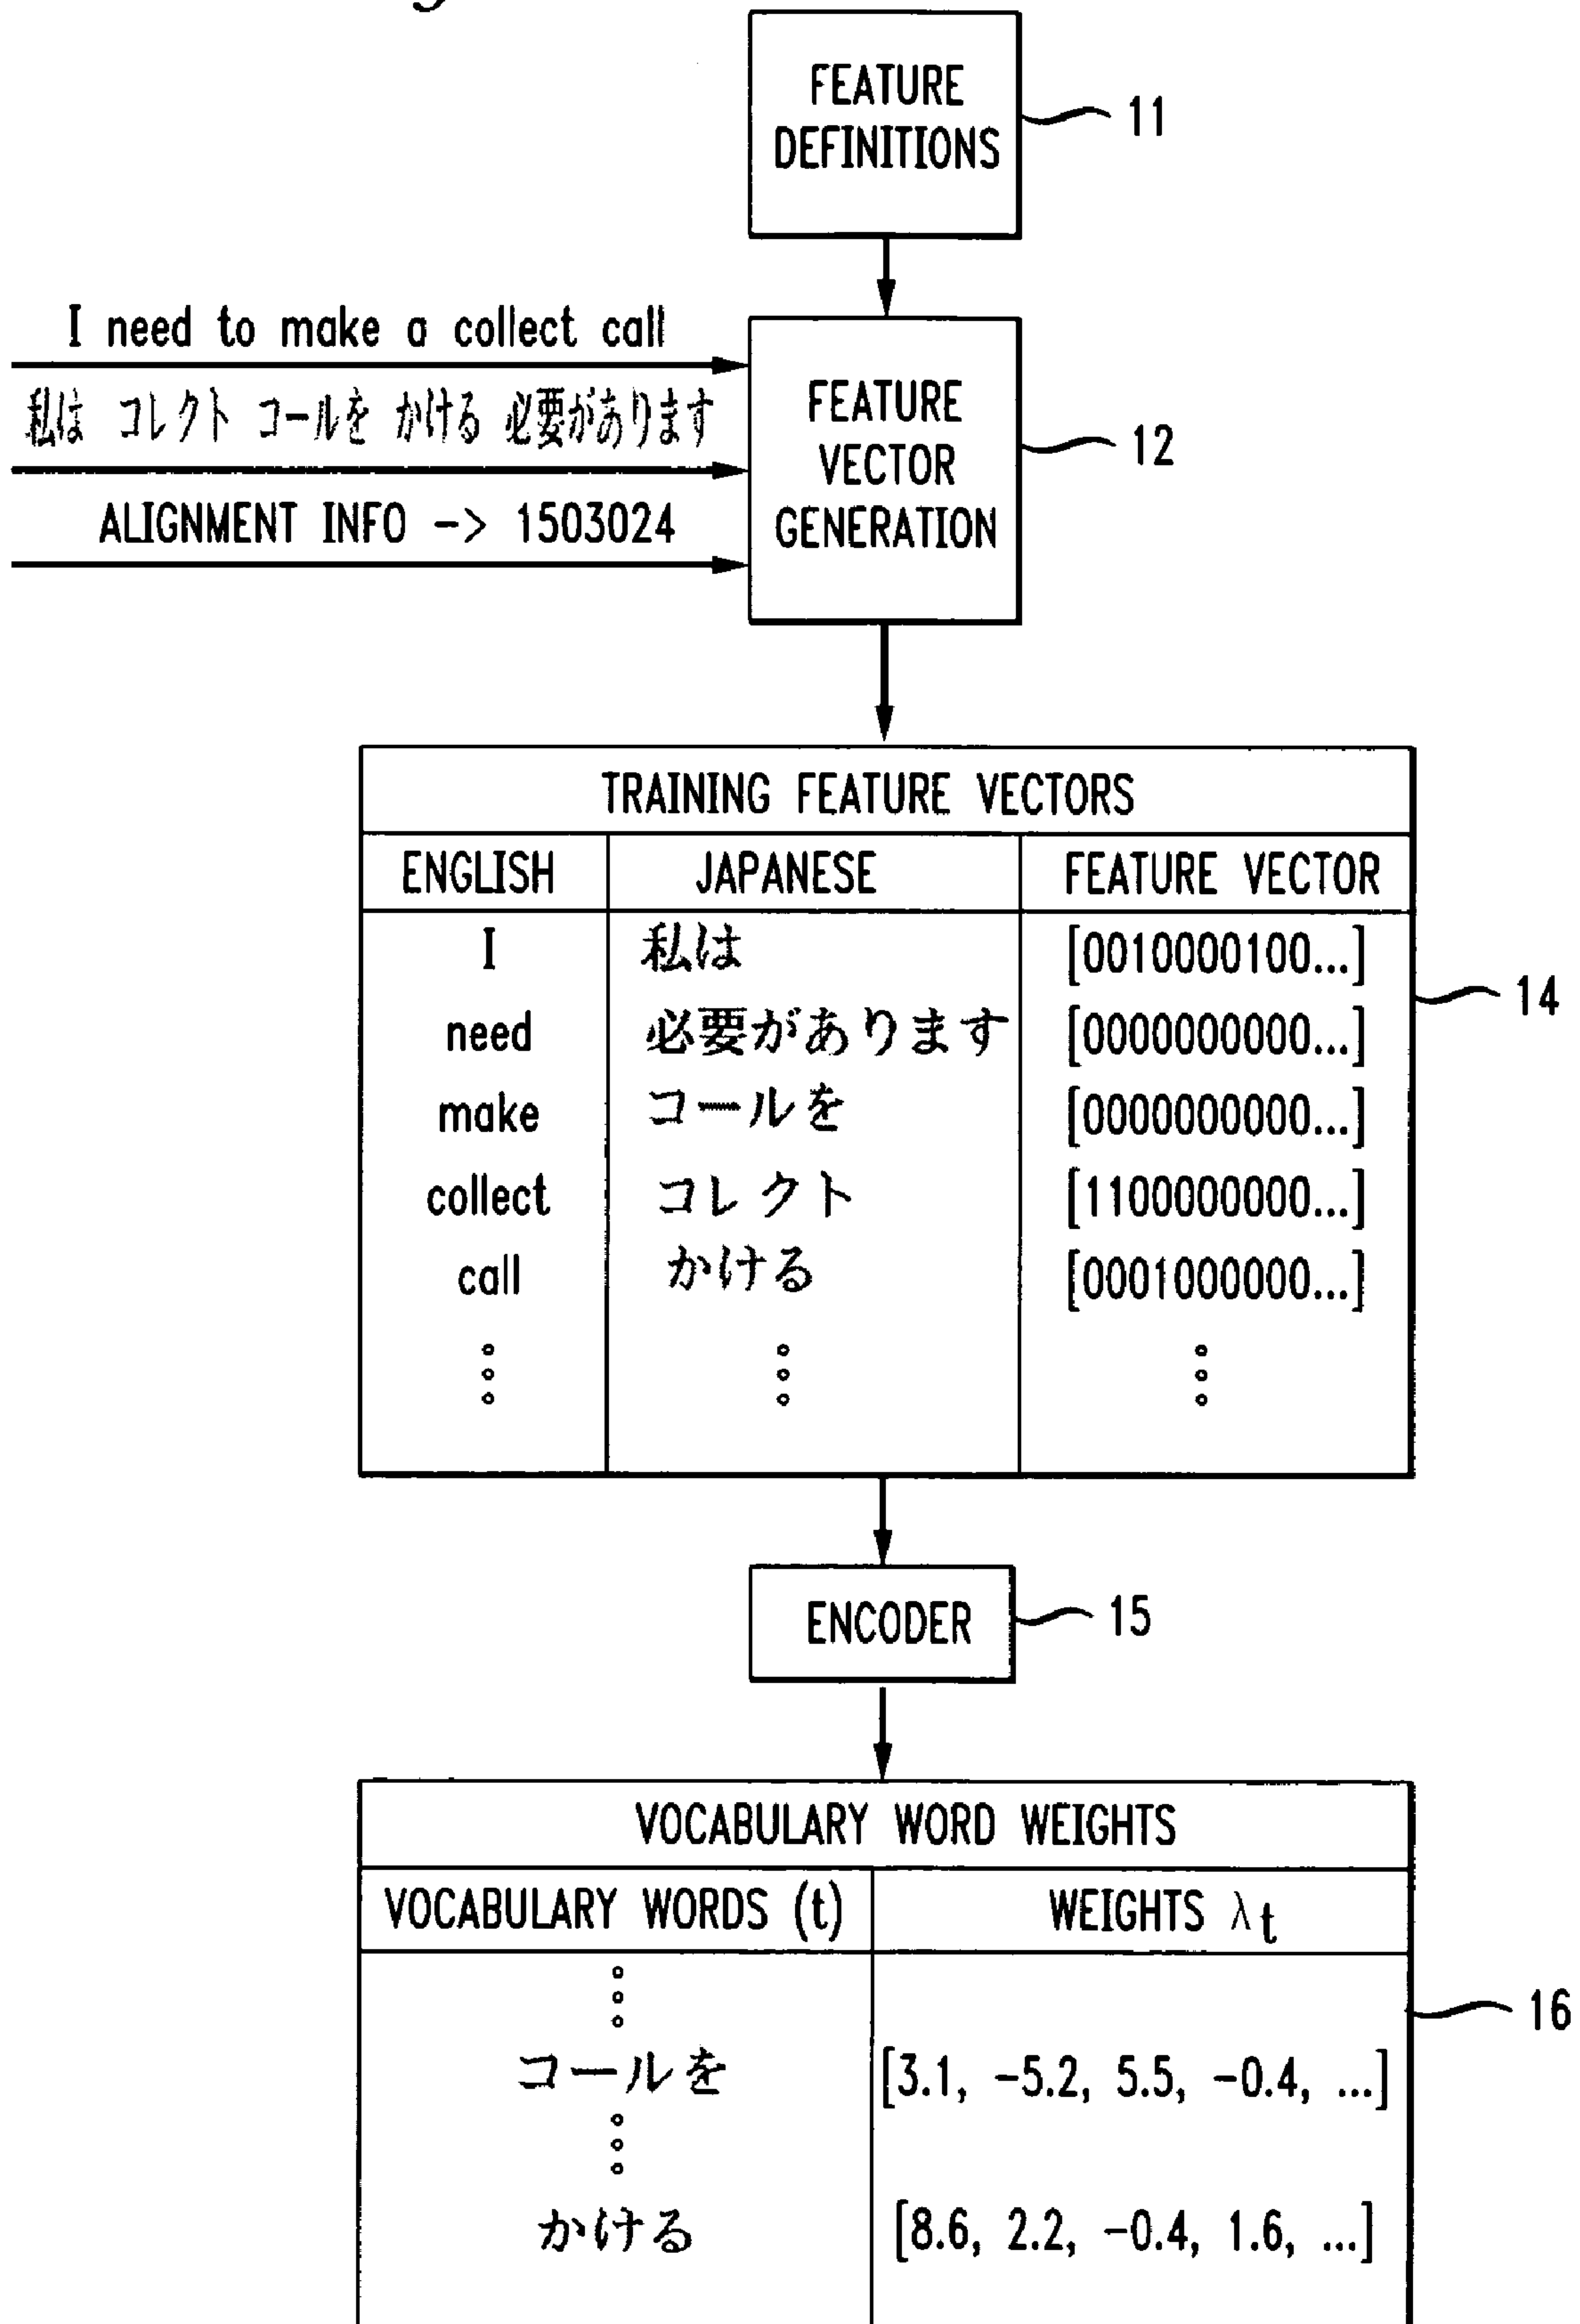 FEATURE
DEFINITIONS
11
I need to make a collect call
私は コレクト コールを かける 必要があります
ALIGNMENT INFO -> 1503024
FEATURE
VECTOR
GENERATION
12
TRAINING FEATURE VECTORS
ENGLISH JAPANESE FEATURE VECTOR
I 私は [0010000100...]
need 必要があります [0000000000...]
make コールを [0000000000...]
collect コレクト [1100000000...]
call かける [0001000000...]
14
ENCODER
15
VOCABULARY WORD WEIGHTS
VOCABULARY WORDS (t) WEIGHTS λt
16
コールを [3.1, -5.2, 5.5, -0.4, ...]
かける [8.6, 2.2, -0.4, 1.6, ...]